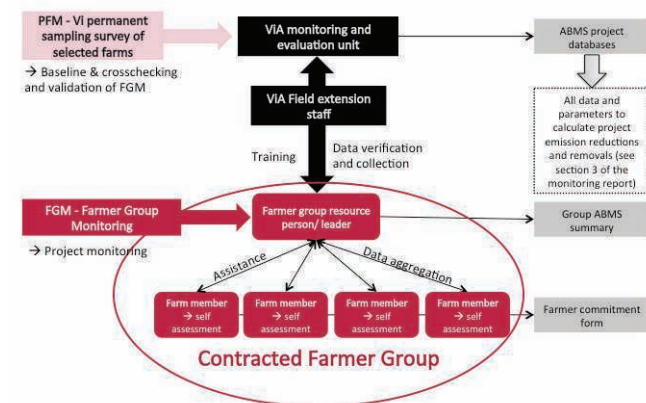 PFM - Vi permanent
sampling survey of
selected farms
→ Baseline & crosschecking
and validation of FGM
ViA monitoring and
evaluation unit
ABMS project
databases
ViA Field extension
staff
All data and
parameters to
calculate project
emission reductions
and removals (see
section 3 of the
monitoring report)
Training
Data verification
and collection
FGM - Farmer Group
Monitoring
→ Project monitoring
Farmer group resource
person/ leader
Group ABMS
summary
Assistance
Data aggregation
Farm member
→ self
assessment
Farm member
→ self
assessment
Farm member
→ self
assessment
Farm member
→ self
assessment
Farmer commitment
form
Contracted Farmer Group